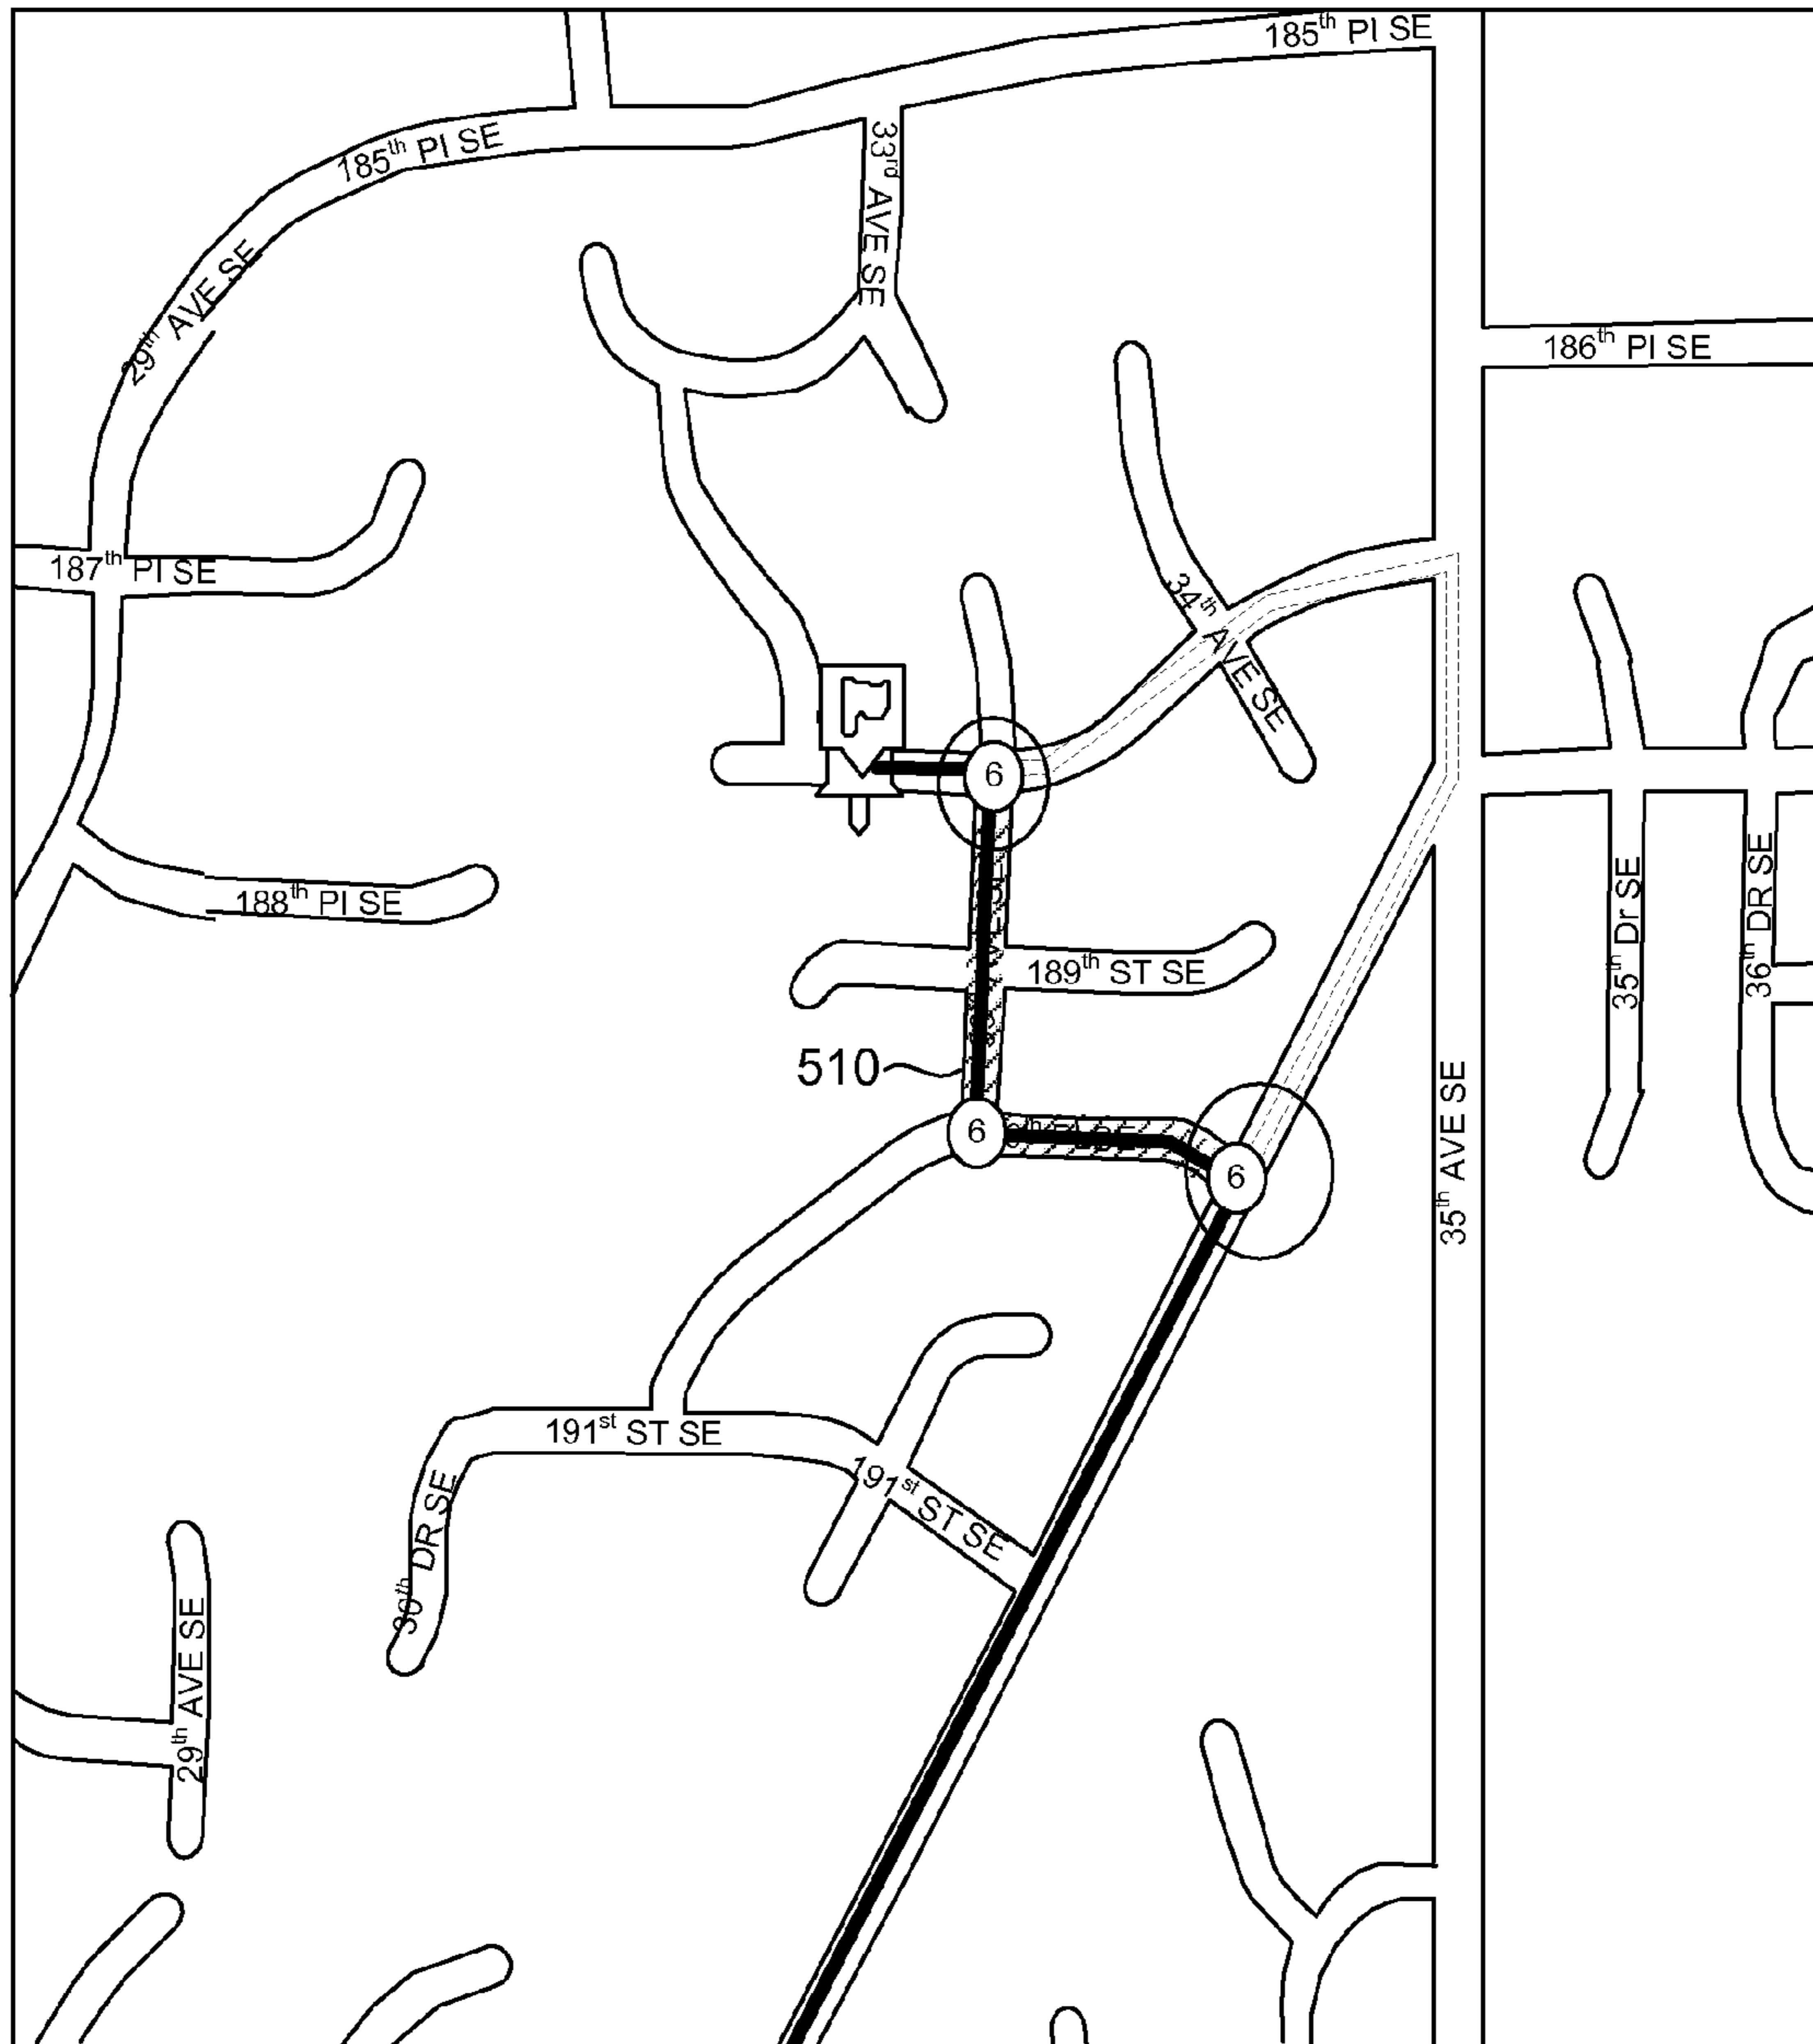 185th Pl SE
185th Pl SE
33rd AVE SE
29th AVE SE
186th Pl SE
187th Pl SE
34th AVE SE
6
188th Pl SE
35th Dr SE
36th DR SE
189th ST SE
510
6
6
35th AVE SE
191st ST SE
191st ST SE
30th DR SE
29th AVE SE